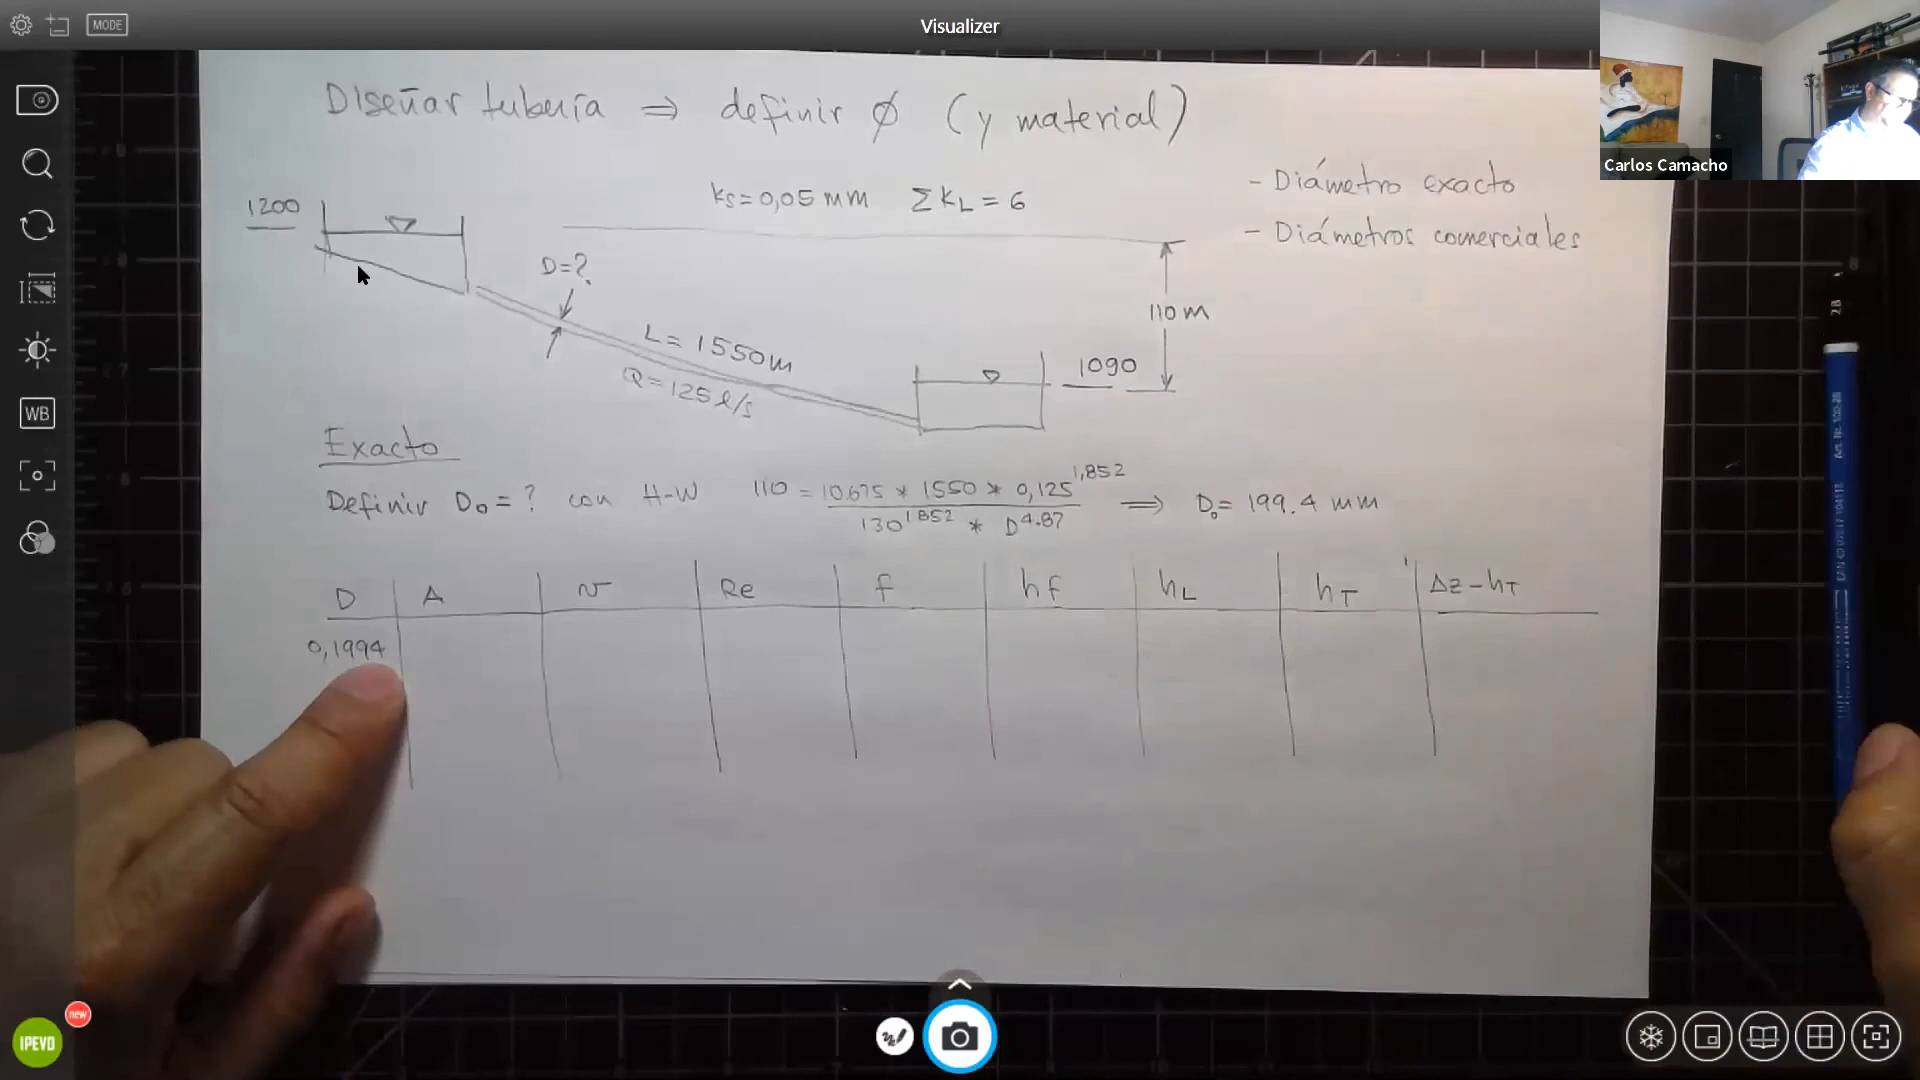 MODE
Visualizer
Carlos Camacho
WB
Diseñar tubería ⇒ definir ∅ (y material)
- Diámetro exacto
- Diámetros comerciales
ks=0,05 mm ΣKL = 6
1200
D=?
L = 1550m
Q=125 l/s
110 m
1090
Exacto
Definir D₀ = ? con H-W 110 = 10.675 * 1550 * 0,125^1,852 / 130^1.852 * D^4.87 ⇒ D₀= 199.4 mm
D A v Re f hf hL hT Δz-hT
0,1994
2B
new
IPEVO